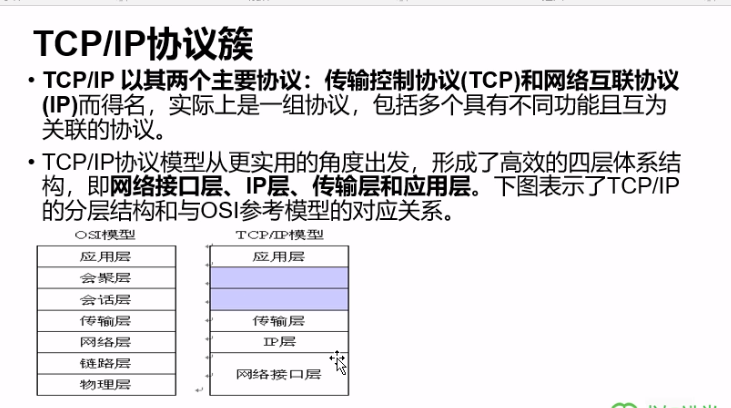 TCP/IP协议簇
• TCP/IP 以其两个主要协议：传输控制协议(TCP)和网络互联协议
(IP)而得名，实际上是一组协议，包括多个具有不同功能且互为
关联的协议。
• TCP/IP协议模型从更实用的角度出发，形成了高效的四层体系结
构，即网络接口层、IP层、传输层和应用层。下图表示了TCP/IP
的分层结构和与OSI参考模型的对应关系。
OSI模型 TCP/IP模型
应用层 应用层
会聚层
会话层
传输层 传输层
网络层 IP层
链路层
网络接口层
物理层